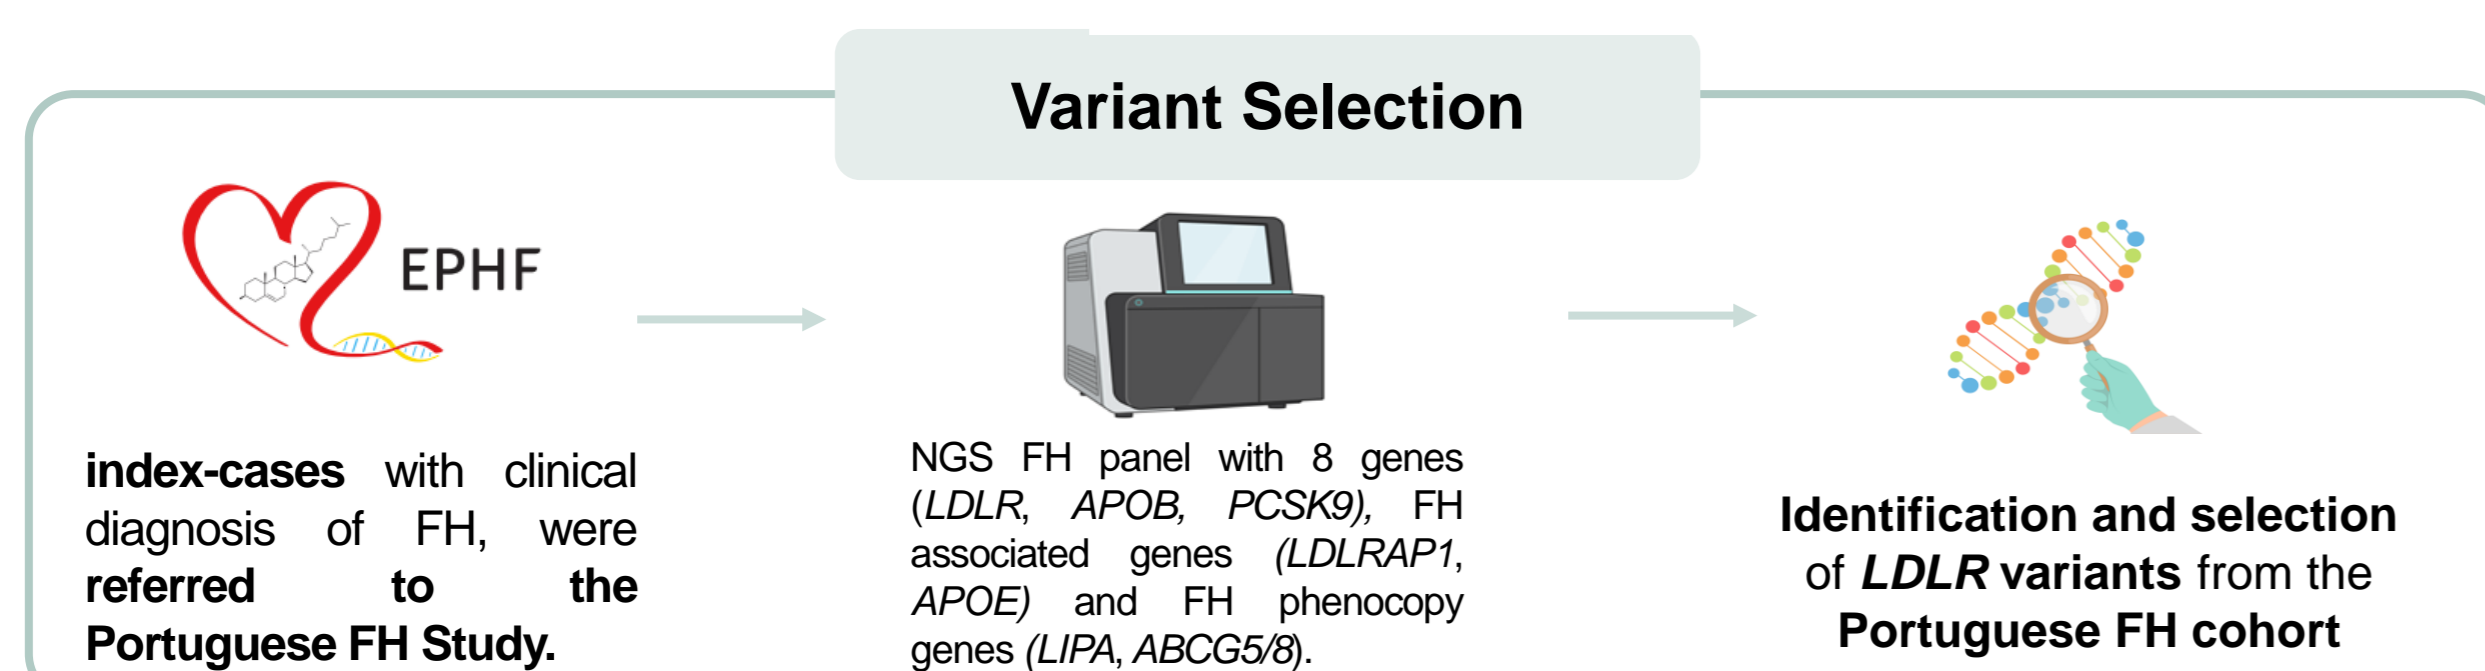 Variant Selection
EPHF
index-cases with clinical
diagnosis of FH, were
referred to the
Portuguese FH Study.
NGS FH panel with 8 genes
(LDLR, APOB, PCSK9), FH
associated genes (LDLRAP1,
APOE) and FH phenocopy
genes (LIPA, ABCG5/8).
Identification and selection
of LDLR variants from the
Portuguese FH cohort